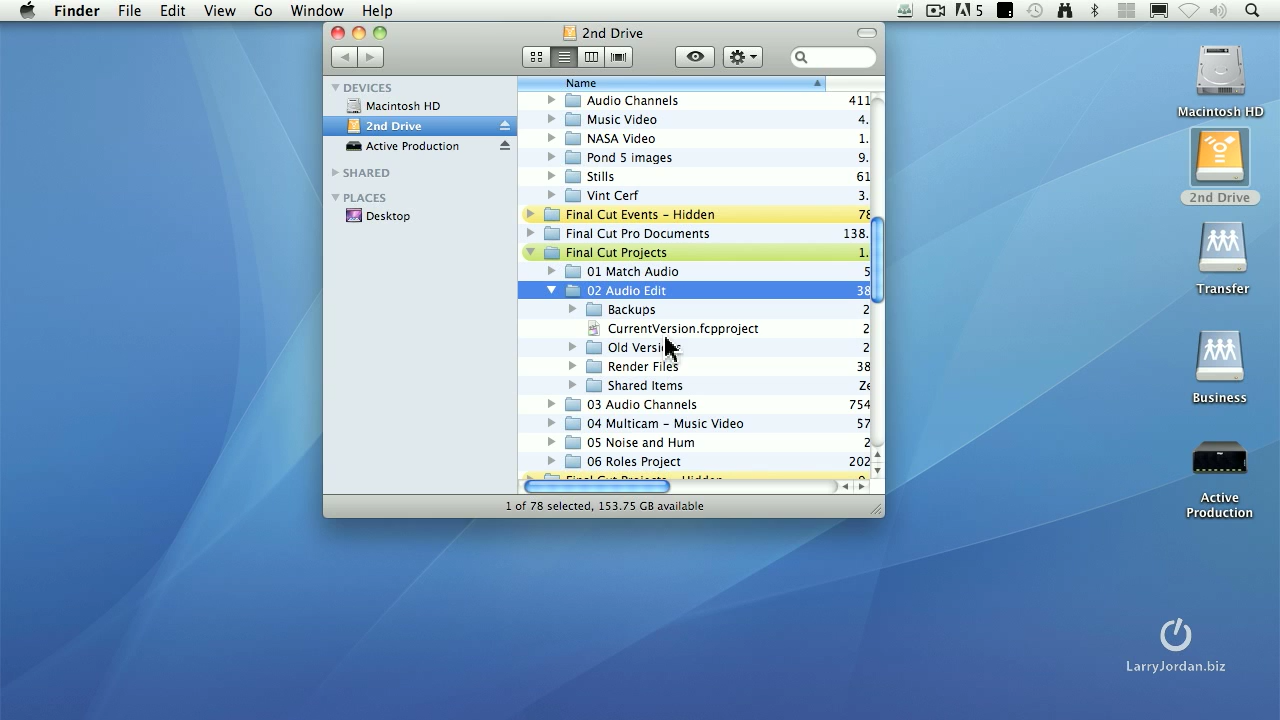 Finder File Edit View Go Window Help
5
2nd Drive
Name
DEVICES
Macintosh HD
2nd Drive
Active Production
SHARED
PLACES
Desktop
Audio Channels 411
Music Video 4.
NASA Video 1.
Pond 5 images 9.
Stills 61
Vint Cerf 3.
Final Cut Events – Hidden 78
Final Cut Pro Documents 138.
Final Cut Projects 1.
01 Match Audio 5
02 Audio Edit 38
Backups 2
CurrentVersion.fcpproject 2
Old 2
Render Files 38
Shared Items Ze
03 Audio Channels 754
04 Multicam – Music Video 57
05 Noise and Hum 2
06 Roles Project 202
Final Cut Projects – Hidden
1 of 78 selected, 153.75 GB available
Macintosh HD
2nd Drive
Transfer
Business
Active
Production
LarryJordan.biz